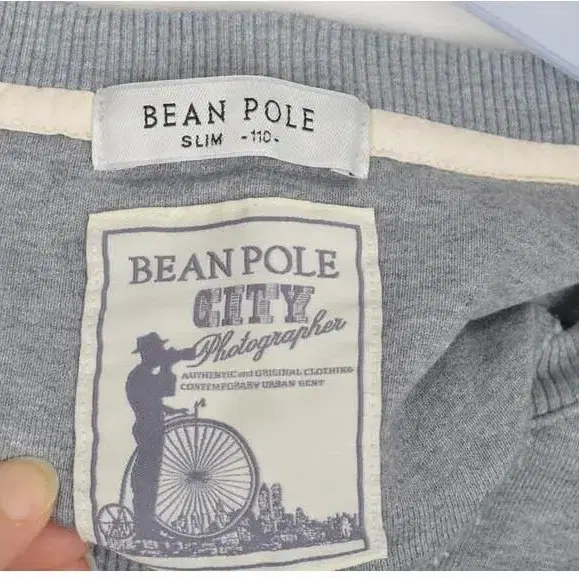 BEAN POLE
SLIM -110-
BEAN POLE
CITY
Photographer
AUTHENTIC and ORIGINAL CLOTHING
CONTEMPORARY URBAN GENT